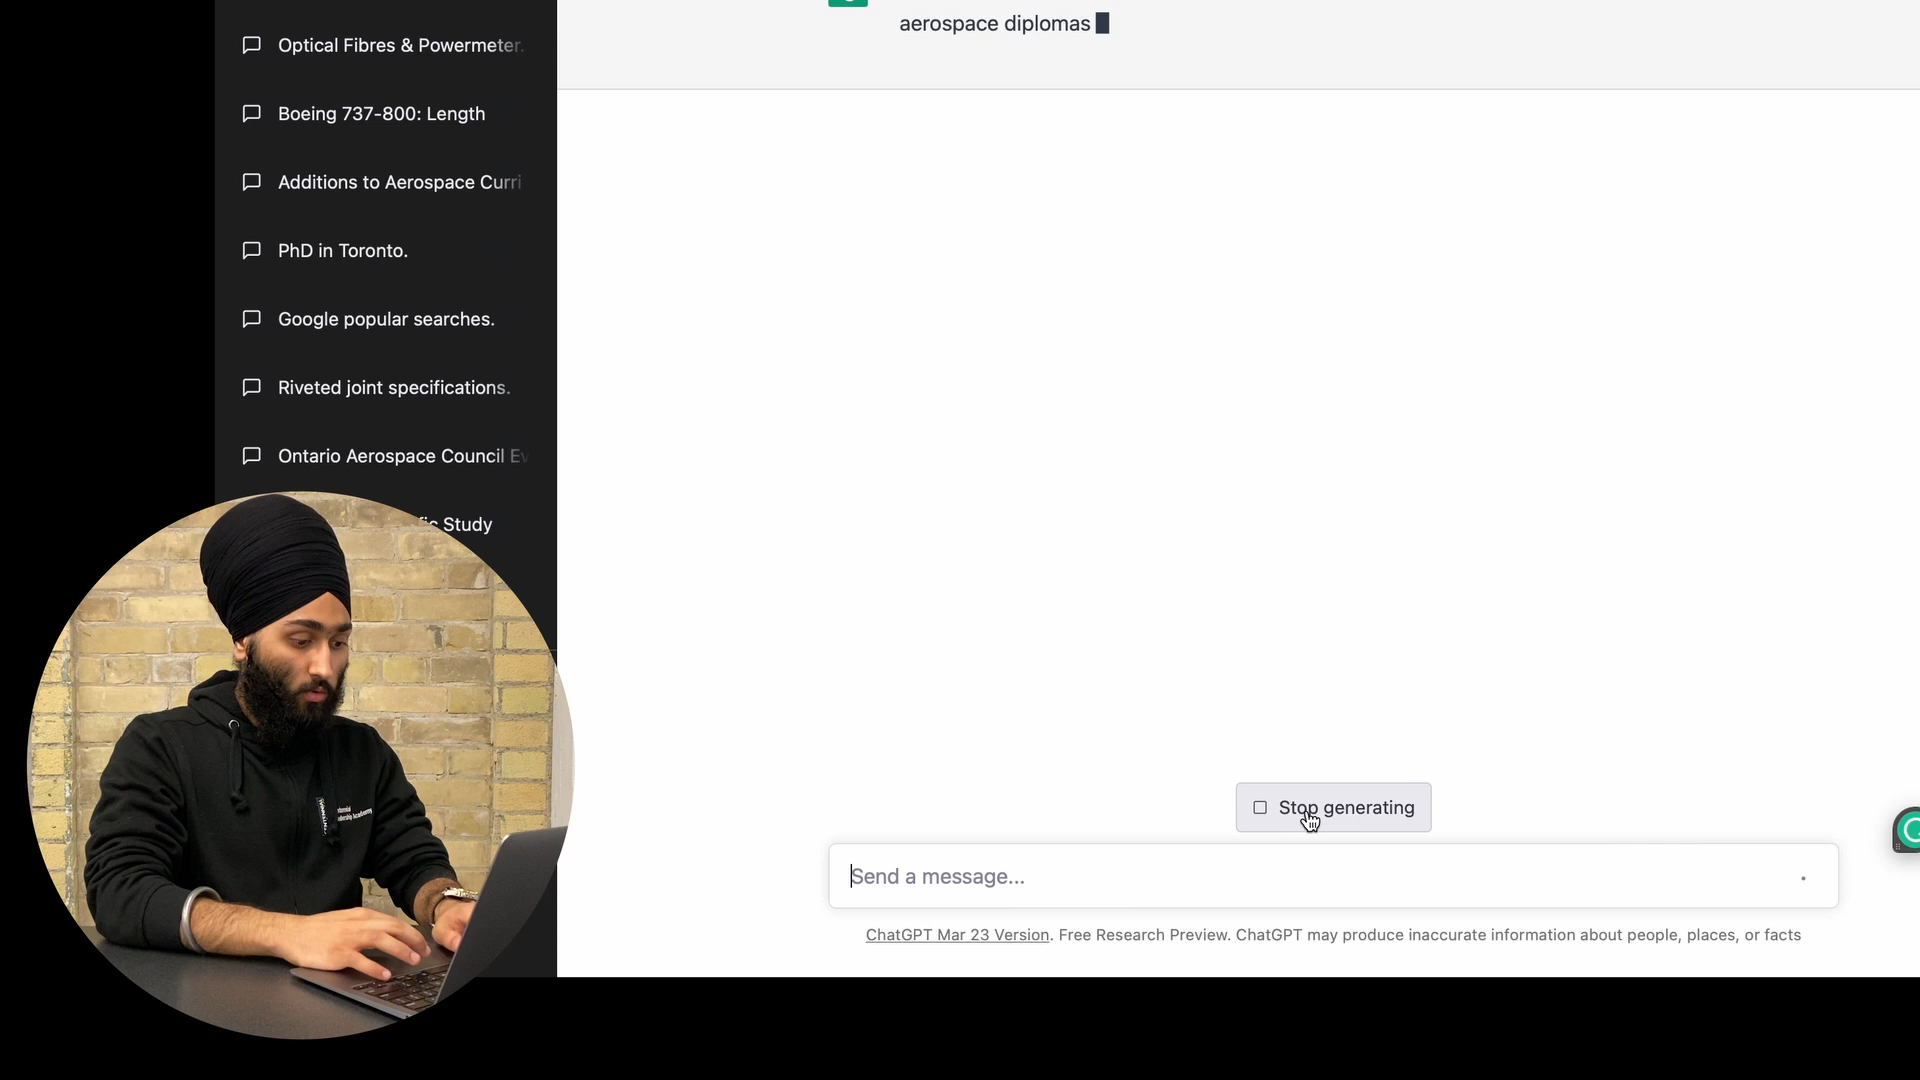 aerospace diplomas
Optical Fibres & Powermeter.
Boeing 737-800: Length
Additions to Aerospace Curri
PhD in Toronto.
Google popular searches.
Riveted joint specifications.
Ontario Aerospace Council Ev
fic Study
Stop generating
Send a message...
ChatGPT Mar 23 Version. Free Research Preview. ChatGPT may produce inaccurate information about people, places, or facts